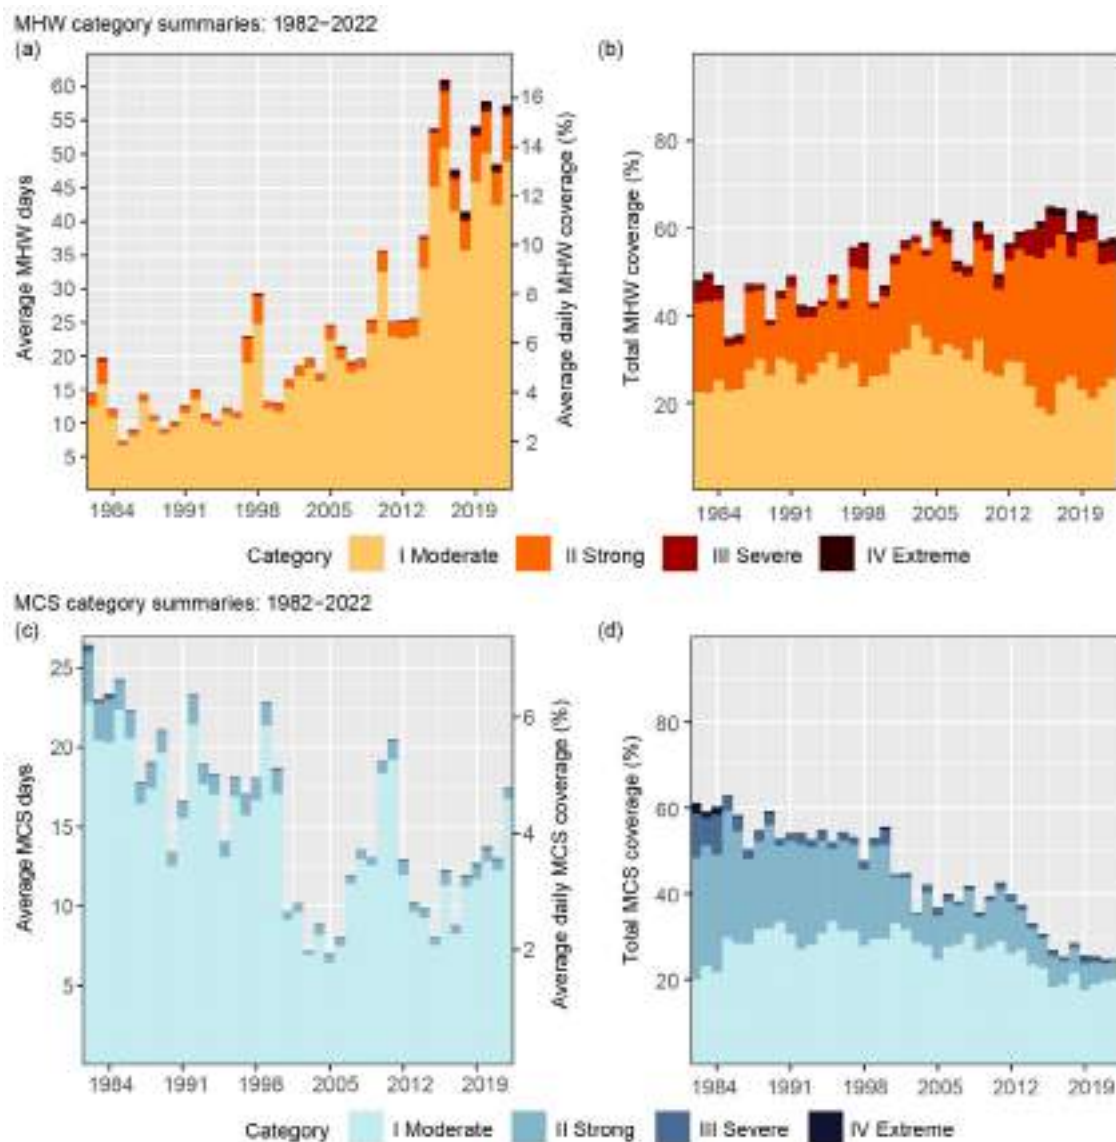 MHW category summaries: 1982−2022
(a)
(b)
60
55
50
45
40
35
30
25
20
15
10
5
Average MHW days
16
14
12
10
8
6
4
2
Average daily MHW coverage (%)
80
60
40
20
Total MHW coverage (%)
1984 1991 1998 2005 2012 2019
1984 1991 1998 2005 2012 2019
Category I Moderate II Strong III Severe IV Extreme
MCS category summaries: 1982−2022
(c)
(d)
25
20
15
10
5
Average MCS days
6
4
2
Average daily MCS coverage (%)
80
60
40
20
Total MCS coverage (%)
1984 1991 1998 2005 2012 2019
1984 1991 1998 2005 2012 2019
Category I Moderate II Strong III Severe IV Extreme